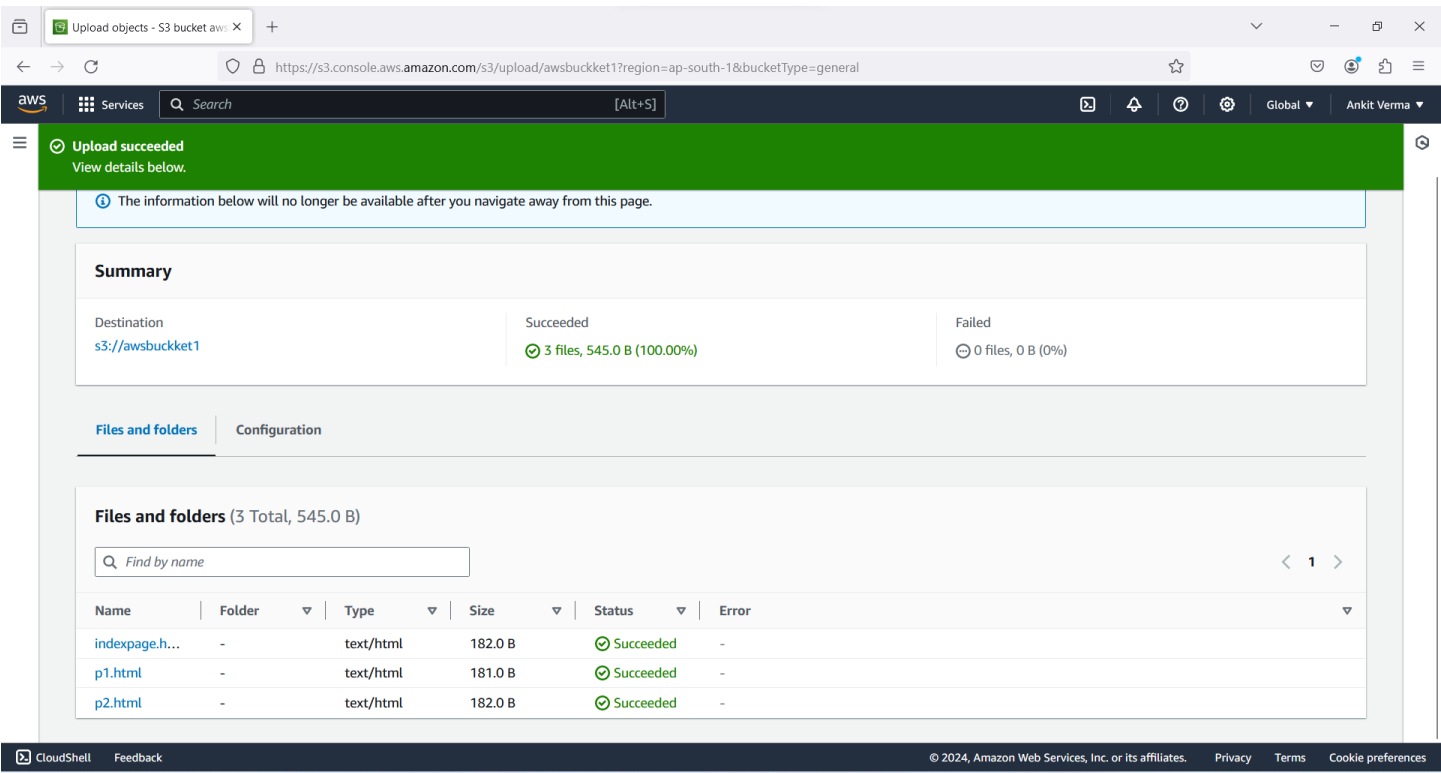 Upload objects - S3 bucket aws
https://s3.console.aws.amazon.com/s3/upload/awsbuckket1?region=ap-south-1&bucketType=general
aws Services Search [Alt+S] Global Ankit Verma
Upload succeeded
View details below.
The information below will no longer be available after you navigate away from this page.
Summary
Destination Succeeded Failed
s3://awsbuckket1 3 files, 545.0 B (100.00%) 0 files, 0 B (0%)
Files and folders Configuration
Files and folders (3 Total, 545.0 B)
Find by name 1
Name Folder Type Size Status Error
indexpage.h... - text/html 182.0 B Succeeded -
p1.html - text/html 181.0 B Succeeded -
p2.html - text/html 182.0 B Succeeded -
CloudShell Feedback © 2024, Amazon Web Services, Inc. or its affiliates. Privacy Terms Cookie preferences